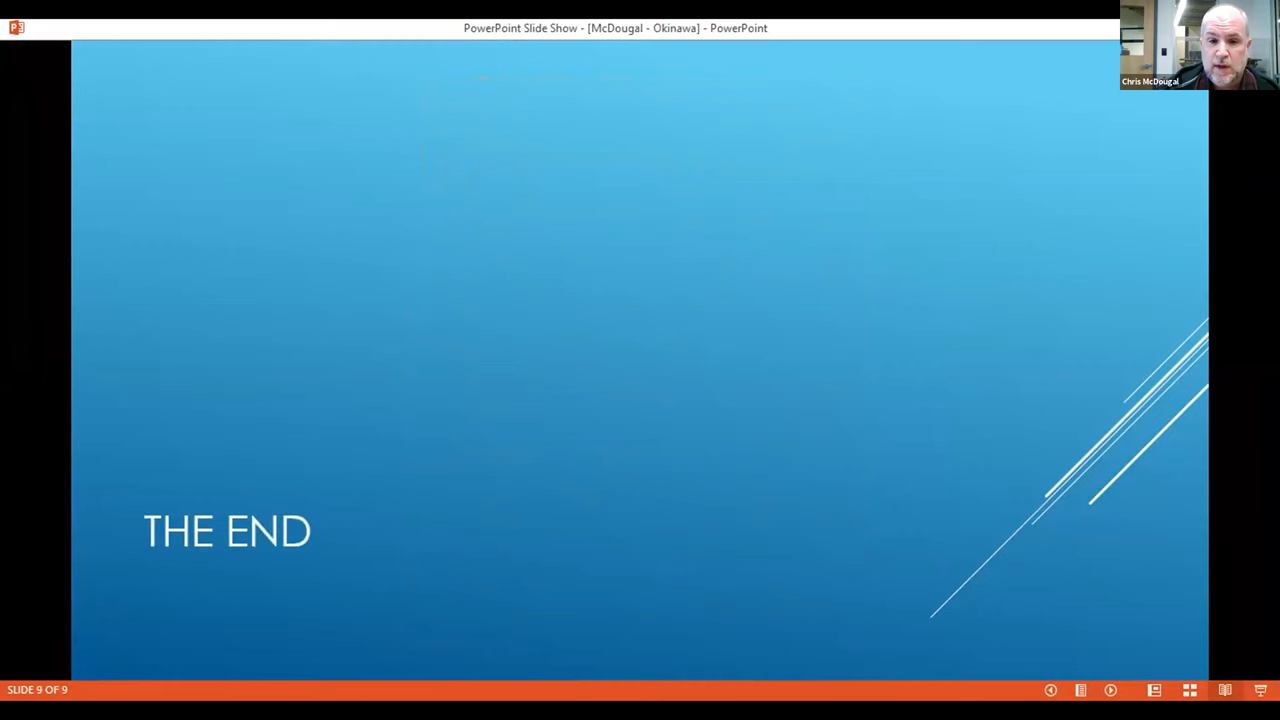 PowerPoint Slide Show - [McDougal - Okinawa] - PowerPoint
Chris McDougal
THE END
SLIDE 9 OF 9